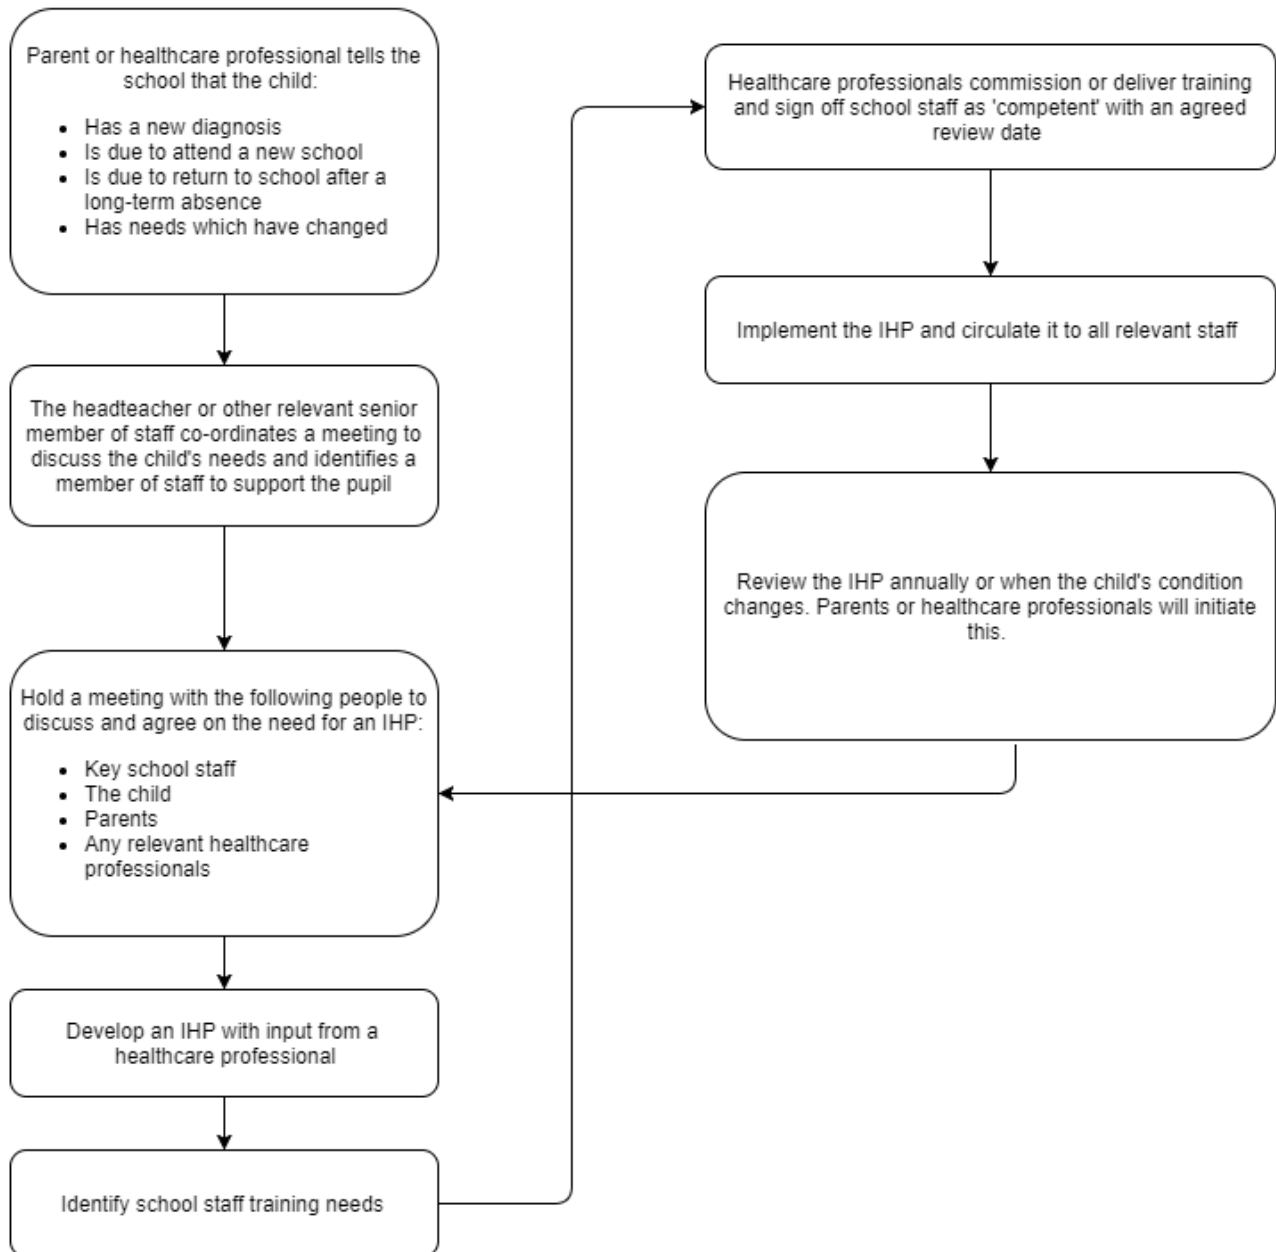 Parent or healthcare professional tells the
school that the child:
• Has a new diagnosis
• Is due to attend a new school
• Is due to return to school after a
long-term absence
• Has needs which have changed
The headteacher or other relevant senior
member of staff co-ordinates a meeting to
discuss the child's needs and identifies a
member of staff to support the pupil
Hold a meeting with the following people to
discuss and agree on the need for an IHP:
• Key school staff
• The child
• Parents
• Any relevant healthcare
professionals
Develop an IHP with input from a
healthcare professional
Identify school staff training needs
Healthcare professionals commission or deliver training
and sign off school staff as 'competent' with an agreed
review date
Implement the IHP and circulate it to all relevant staff
Review the IHP annually or when the child's condition
changes. Parents or healthcare professionals will initiate
this.